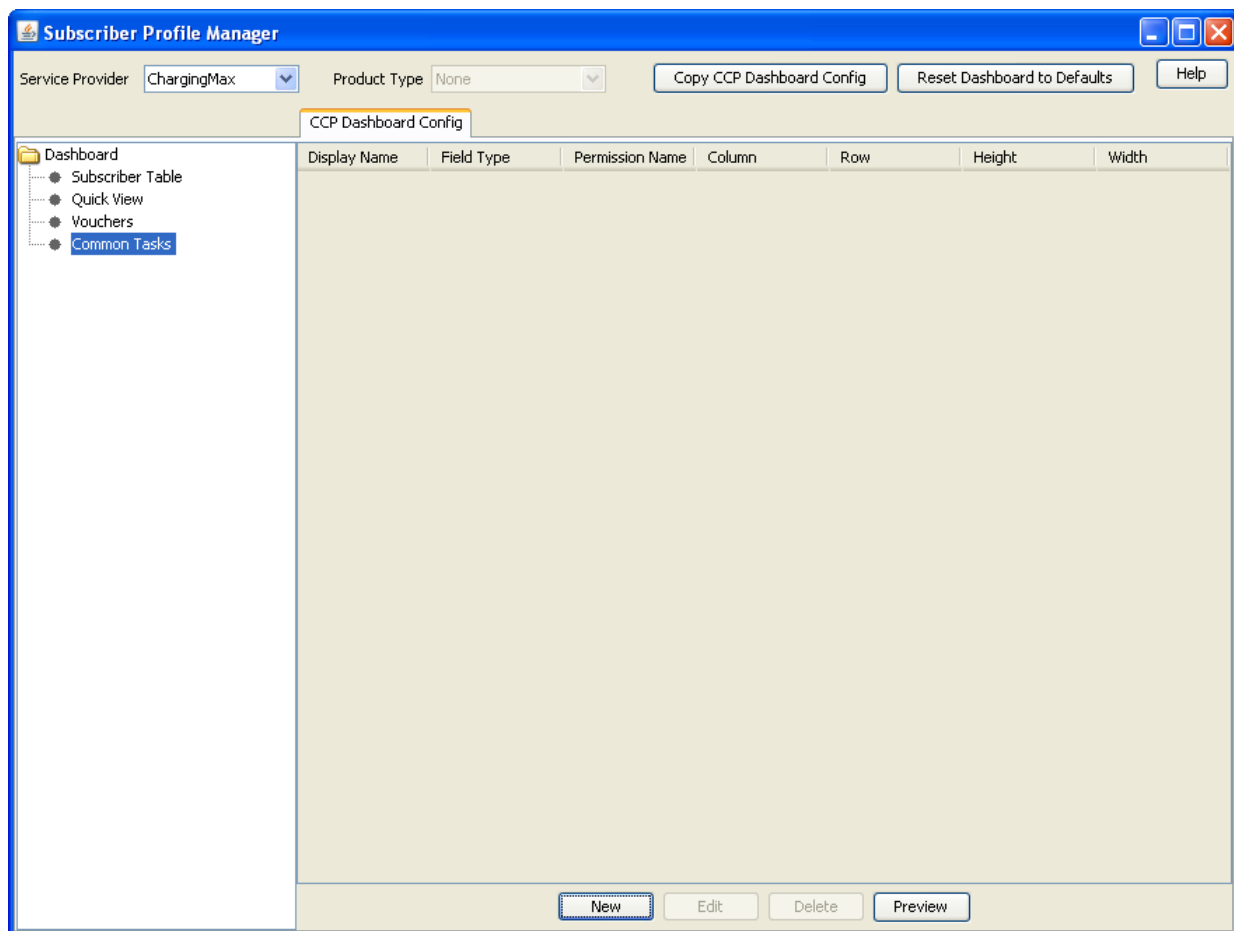 Subscriber Profile Manager
Service Provider ChargingMax Product Type None Copy CCP Dashboard Config Reset Dashboard to Defaults Help
CCP Dashboard Config
Dashboard
Subscriber Table
Quick View
Vouchers
Common Tasks
Display Name Field Type Permission Name Column Row Height Width
New Edit Delete Preview